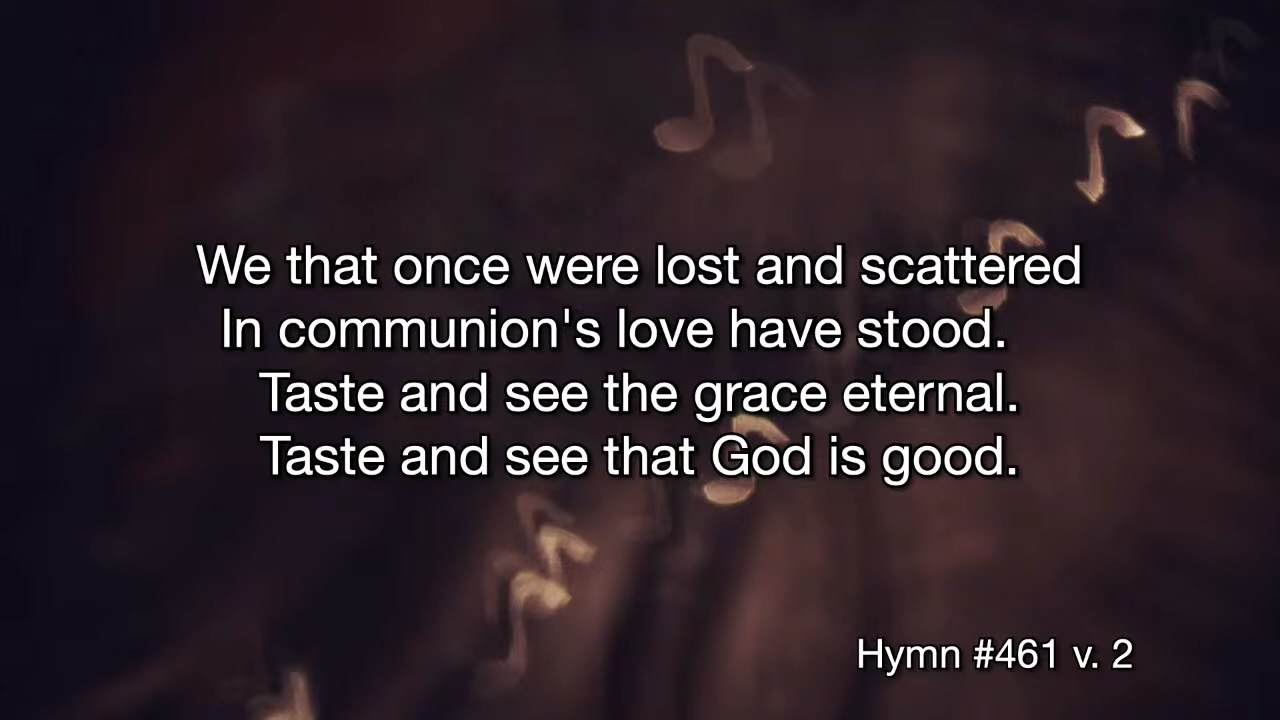 We that once were lost and scattered
In communion's love have stood.
Taste and see the grace eternal.
Taste and see that God is good.
Hymn #461 v. 2